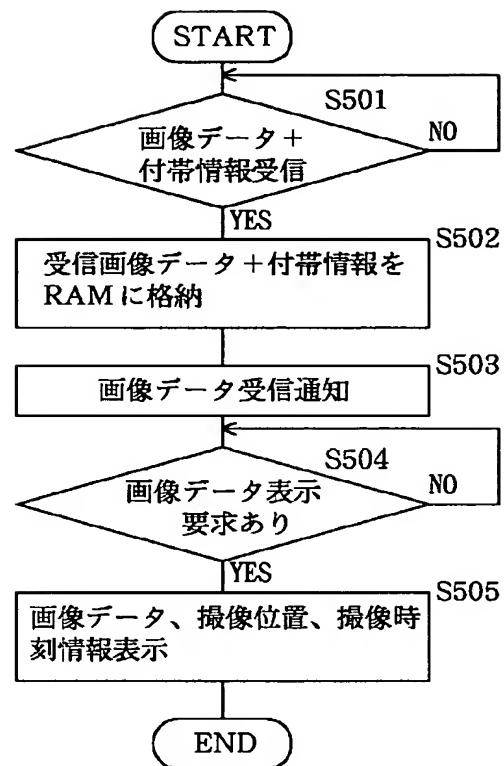 START
S501
画像データ+
付帯情報受信
NO
YES
S502
受信画像データ+付帯情報を
RAMに格納
S503
画像データ受信通知
S504
画像データ表示
要求あり
NO
YES
S505
画像データ、撮像位置、撮像時
刻情報表示
END